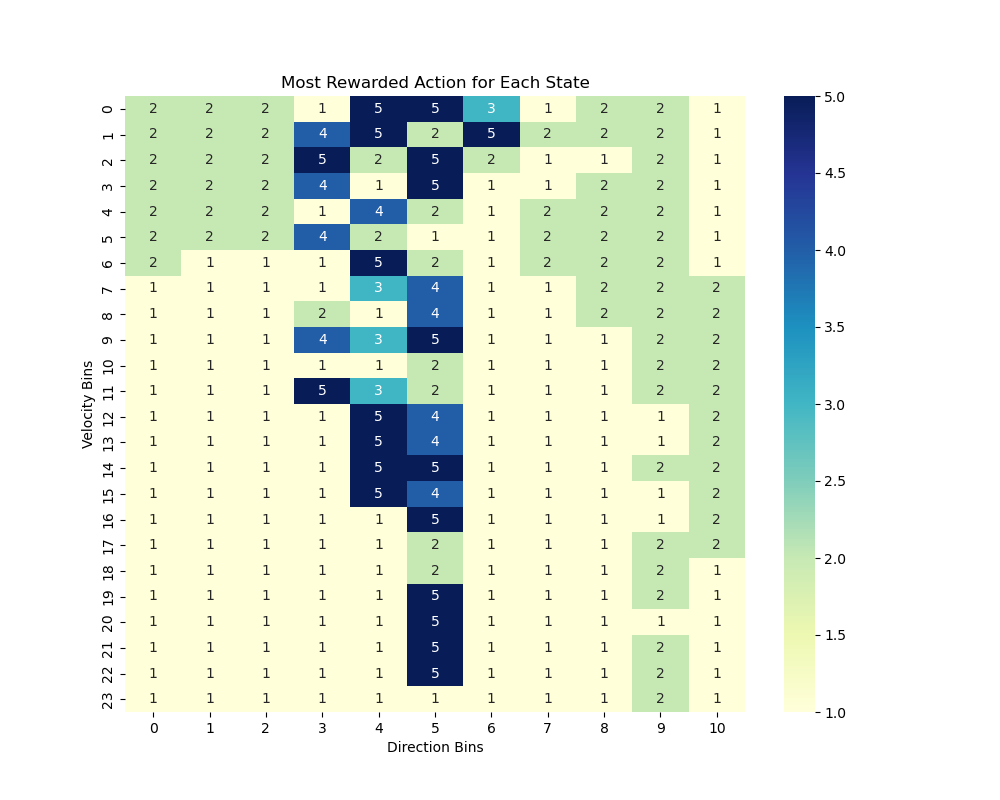 Most Rewarded Action for Each State
0 2 2 2 1 5 5 3 1 2 2 1
1 2 2 2 4 5 2 5 2 2 2 1
2 2 2 2 5 2 5 2 1 1 2 1
3 2 2 2 4 1 5 1 1 2 2 1
4 2 2 2 1 4 2 1 2 2 2 1
5 2 2 2 4 2 1 1 2 2 2 1
6 2 1 1 1 5 2 1 2 2 2 1
7 1 1 1 1 3 4 1 1 2 2 2
8 1 1 1 2 1 4 1 1 2 2 2
9 1 1 1 4 3 5 1 1 1 2 2
10 1 1 1 1 1 2 1 1 1 2 2
11 1 1 1 5 3 2 1 1 1 2 2
12 1 1 1 1 5 4 1 1 1 1 2
13 1 1 1 1 5 4 1 1 1 1 2
14 1 1 1 1 5 5 1 1 1 2 2
15 1 1 1 1 5 4 1 1 1 1 2
16 1 1 1 1 1 5 1 1 1 1 2
17 1 1 1 1 1 2 1 1 1 2 2
18 1 1 1 1 1 2 1 1 1 2 1
19 1 1 1 1 1 5 1 1 1 2 1
20 1 1 1 1 1 5 1 1 1 1 1
21 1 1 1 1 1 5 1 1 1 2 1
22 1 1 1 1 1 5 1 1 1 2 1
23 1 1 1 1 1 1 1 1 1 2 1
0 1 2 3 4 5 6 7 8 9 10
Direction Bins
Velocity Bins
5.0
4.5
4.0
3.5
3.0
2.5
2.0
1.5
1.0